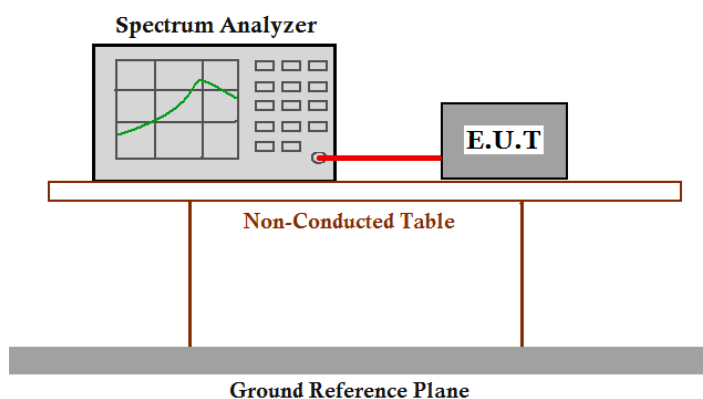 Spectrum Analyzer
E.U.T
Non-Conducted Table
Ground Reference Plane